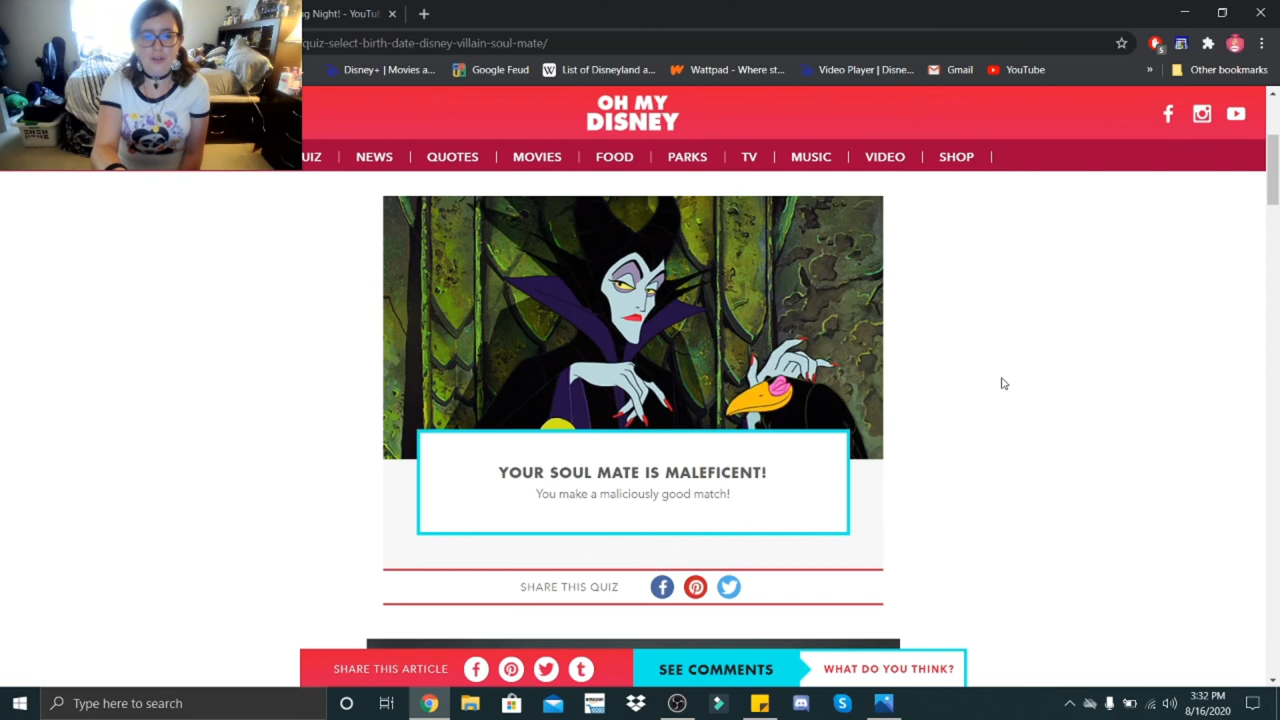 ng Night! - YouTu
quiz-select-birth-date-disney-villain-soul-mate/
Disney+ | Movies a... Google Feud List of Disneyland a... Wattpad - Where st... Video Player | Disne... Gmail YouTube » Other bookmarks
OH MY
DISNEY
UIZ | NEWS | QUOTES | MOVIES | FOOD | PARKS | TV | MUSIC | VIDEO | SHOP |
YOUR SOUL MATE IS MALEFICENT!
You make a maliciously good match!
SHARE THIS QUIZ
SHARE THIS ARTICLE SEE COMMENTS WHAT DO YOU THINK?
Type here to search
3:32 PM
8/16/2020